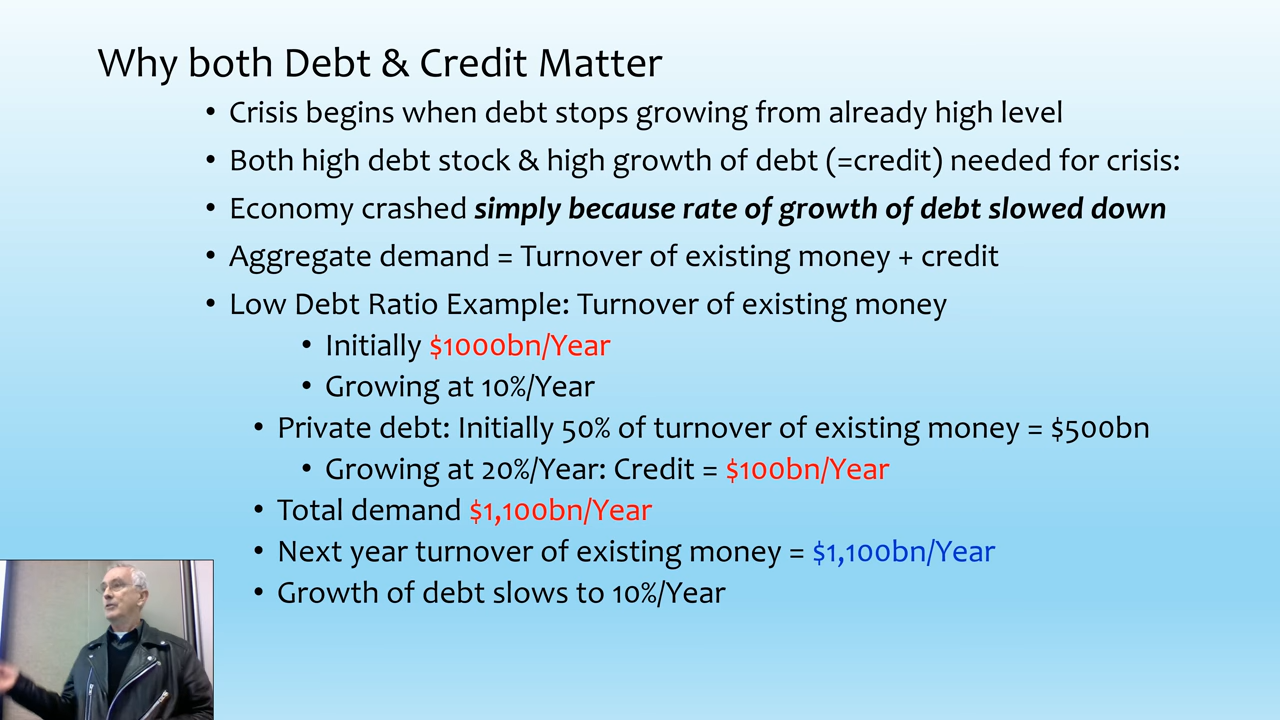 Why both Debt & Credit Matter
• Crisis begins when debt stops growing from already high level
• Both high debt stock & high growth of debt (=credit) needed for crisis:
• Economy crashed simply because rate of growth of debt slowed down
• Aggregate demand = Turnover of existing money + credit
• Low Debt Ratio Example: Turnover of existing money
• Initially $1000bn/Year
• Growing at 10%/Year
• Private debt: Initially 50% of turnover of existing money = $500bn
• Growing at 20%/Year: Credit = $100bn/Year
• Total demand $1,100bn/Year
• Next year turnover of existing money = $1,100bn/Year
• Growth of debt slows to 10%/Year